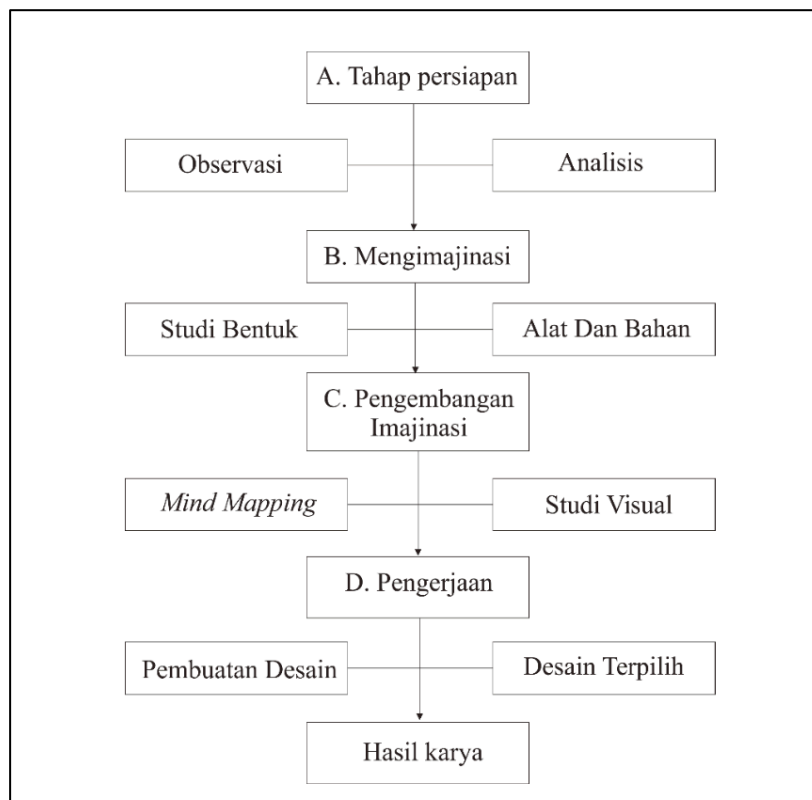 A. Tahap persiapan
Observasi
Analisis
B. Mengimajinasi
Studi Bentuk
Alat Dan Bahan
C. Pengembangan
Imajinasi
Mind Mapping
Studi Visual
D. Pengerjaan
Pembuatan Desain
Desain Terpilih
Hasil karya